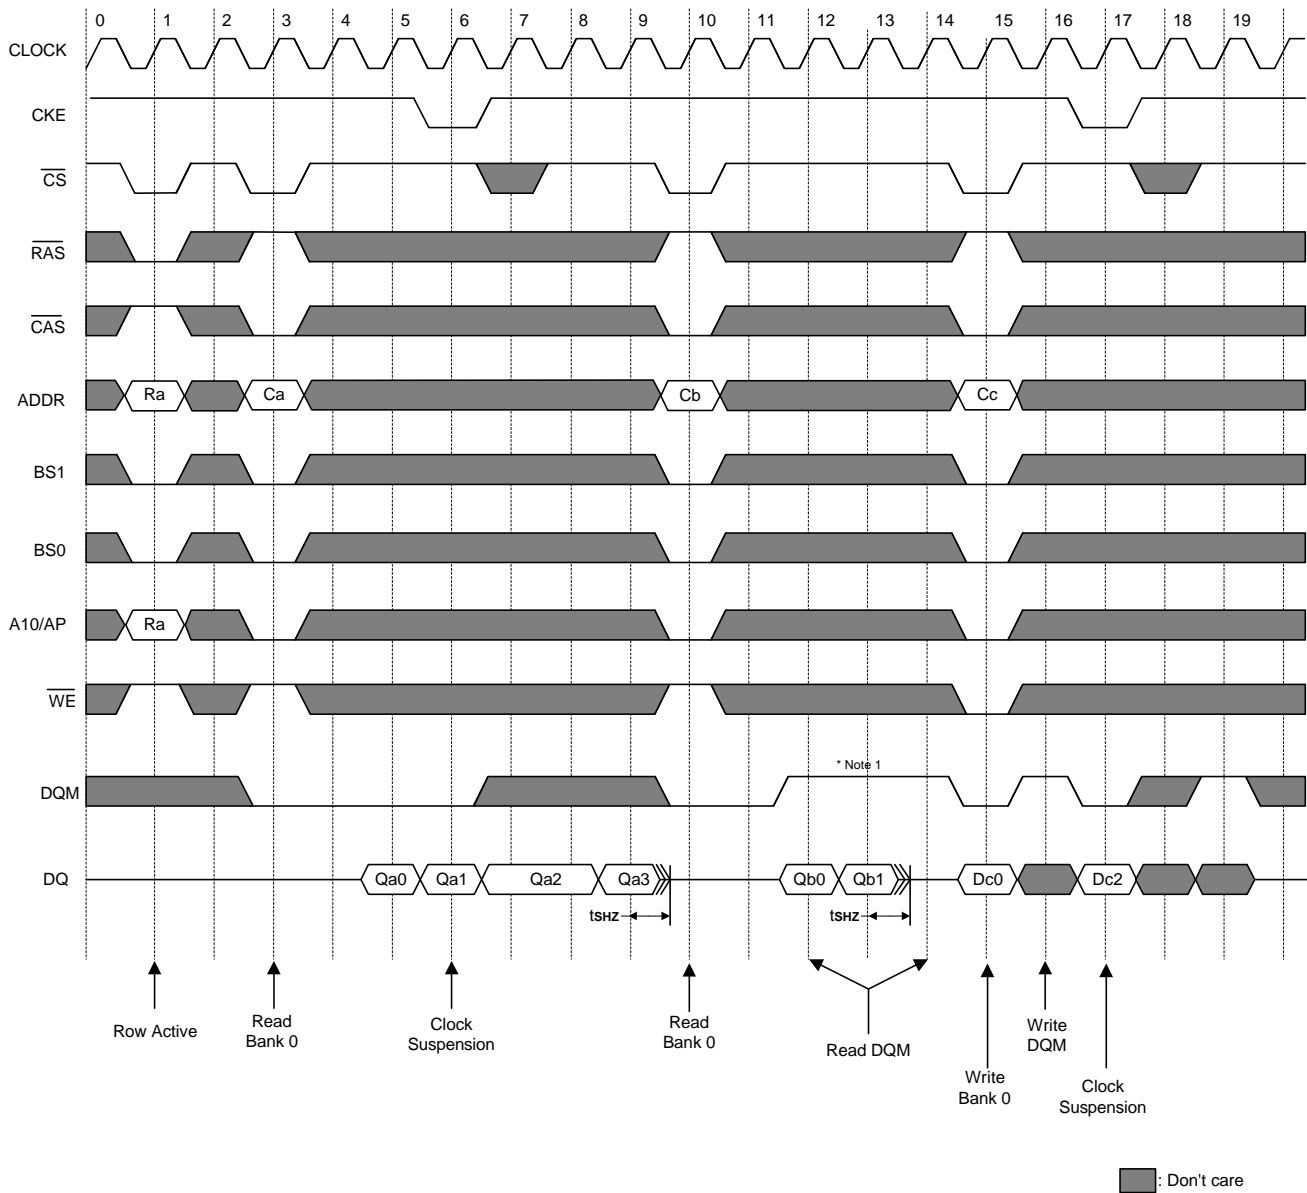 0 1 2 3 4 5 6 7 8 9 10 11 12 13 14 15 16 17 18 19
CLOCK
CKE
CS
RAS
CAS
ADDR Ra Ca Cb Cc
BS1
BS0
A10/AP Ra
WE
* Note 1
DQM
DQ Qa0 Qa1 Qa2 Qa3 Qb0 Qb1 Dc0 Dc2
tSHZ tSHZ
Row Active
Read
Bank 0
Clock
Suspension
Read
Bank 0
Read DQM
Write
Bank 0
Write
DQM
Clock
Suspension
: Don't care